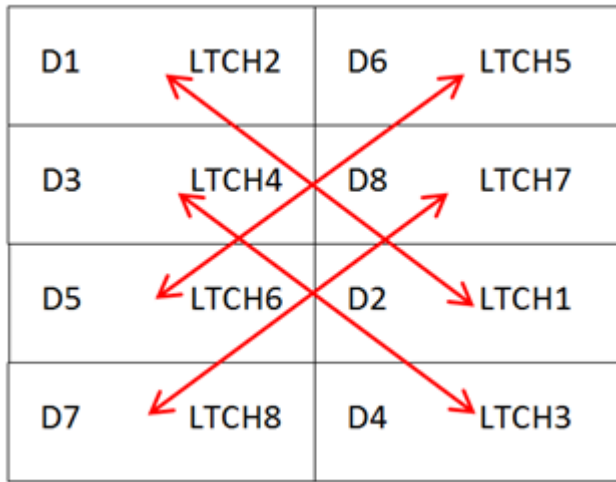 D1 LTCH2 D6 LTCH5
D3 LTCH4 D8 LTCH7
D5 LTCH6 D2 LTCH1
D7 LTCH8 D4 LTCH3